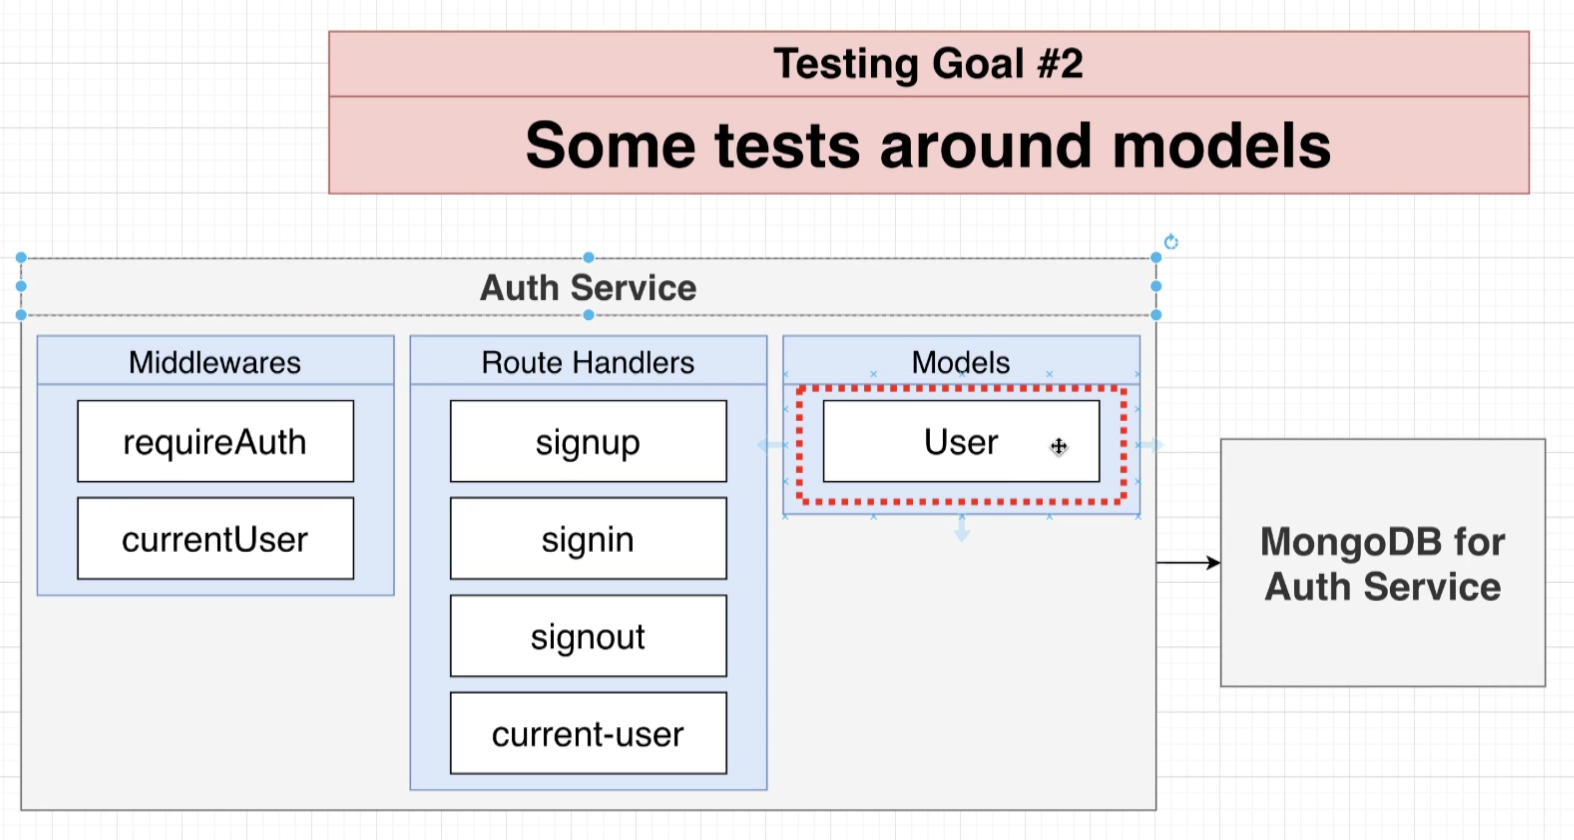 Testing Goal #2
Some tests around models
Auth Service
Middlewares
requireAuth
currentUser
Route Handlers
signup
signin
signout
current-user
Models
User
MongoDB for
Auth Service